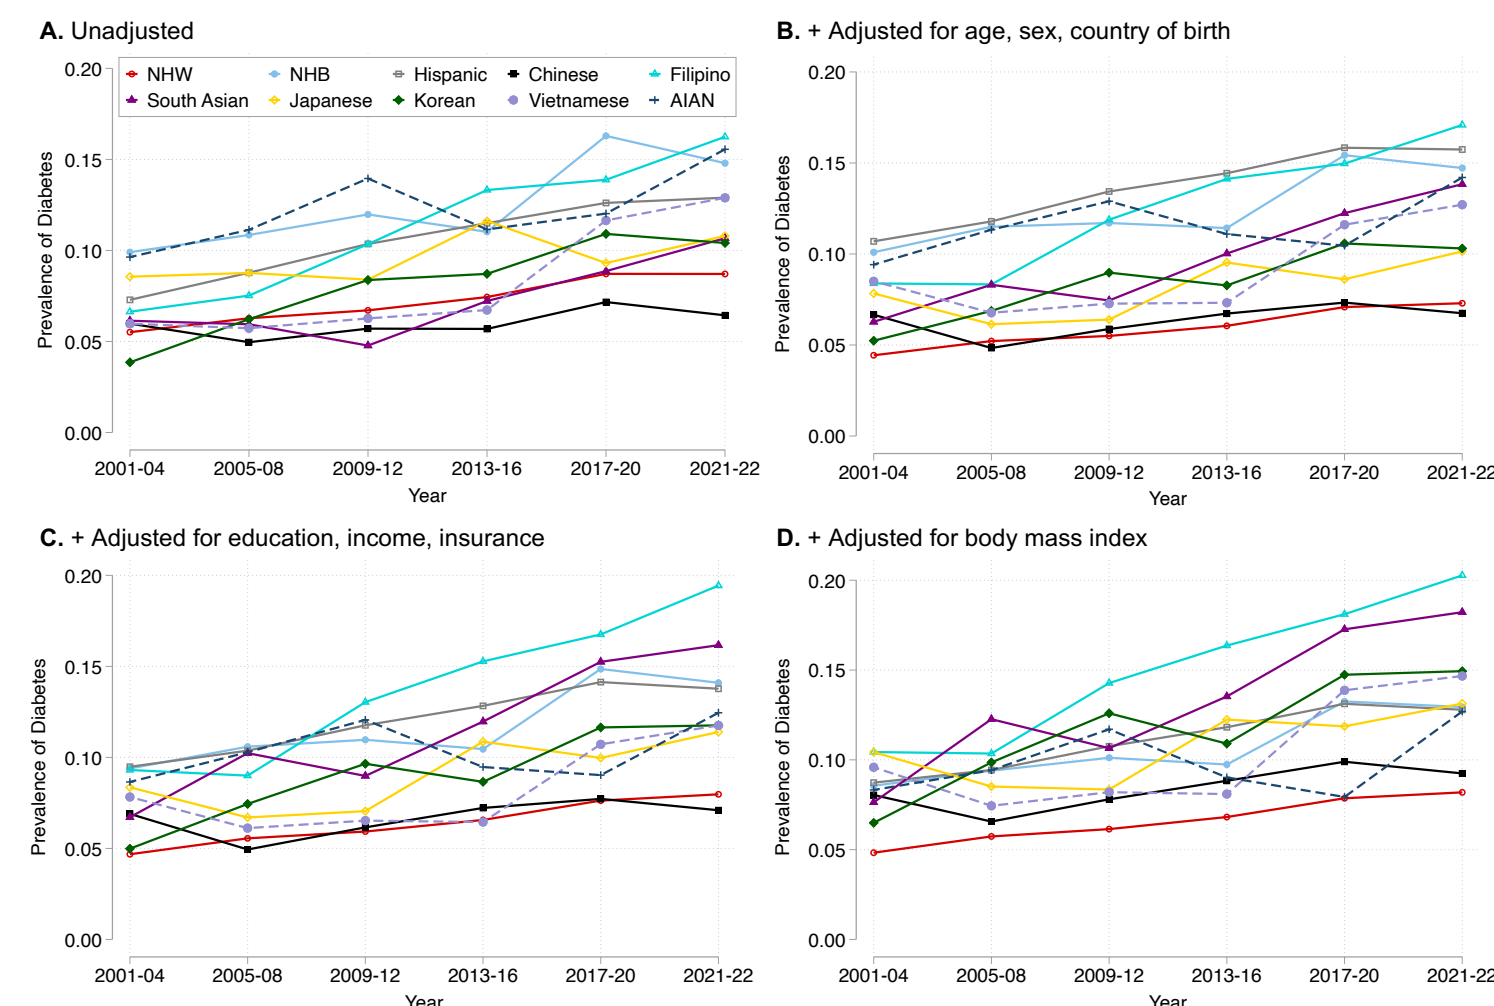 A. Unadjusted
NHW NHB Hispanic Chinese Filipino
South Asian Japanese Korean Vietnamese AIAN
Prevalence of Diabetes
0.20
0.15
0.10
0.05
0.00
2001-04 2005-08 2009-12 2013-16 2017-20 2021-22
Year
B. + Adjusted for age, sex, country of birth
Prevalence of Diabetes
0.20
0.15
0.10
0.05
0.00
2001-04 2005-08 2009-12 2013-16 2017-20 2021-22
Year
C. + Adjusted for education, income, insurance
Prevalence of Diabetes
0.20
0.15
0.10
0.05
0.00
2001-04 2005-08 2009-12 2013-16 2017-20 2021-22
Year
D. + Adjusted for body mass index
Prevalence of Diabetes
0.20
0.15
0.10
0.05
0.00
2001-04 2005-08 2009-12 2013-16 2017-20 2021-22
Year